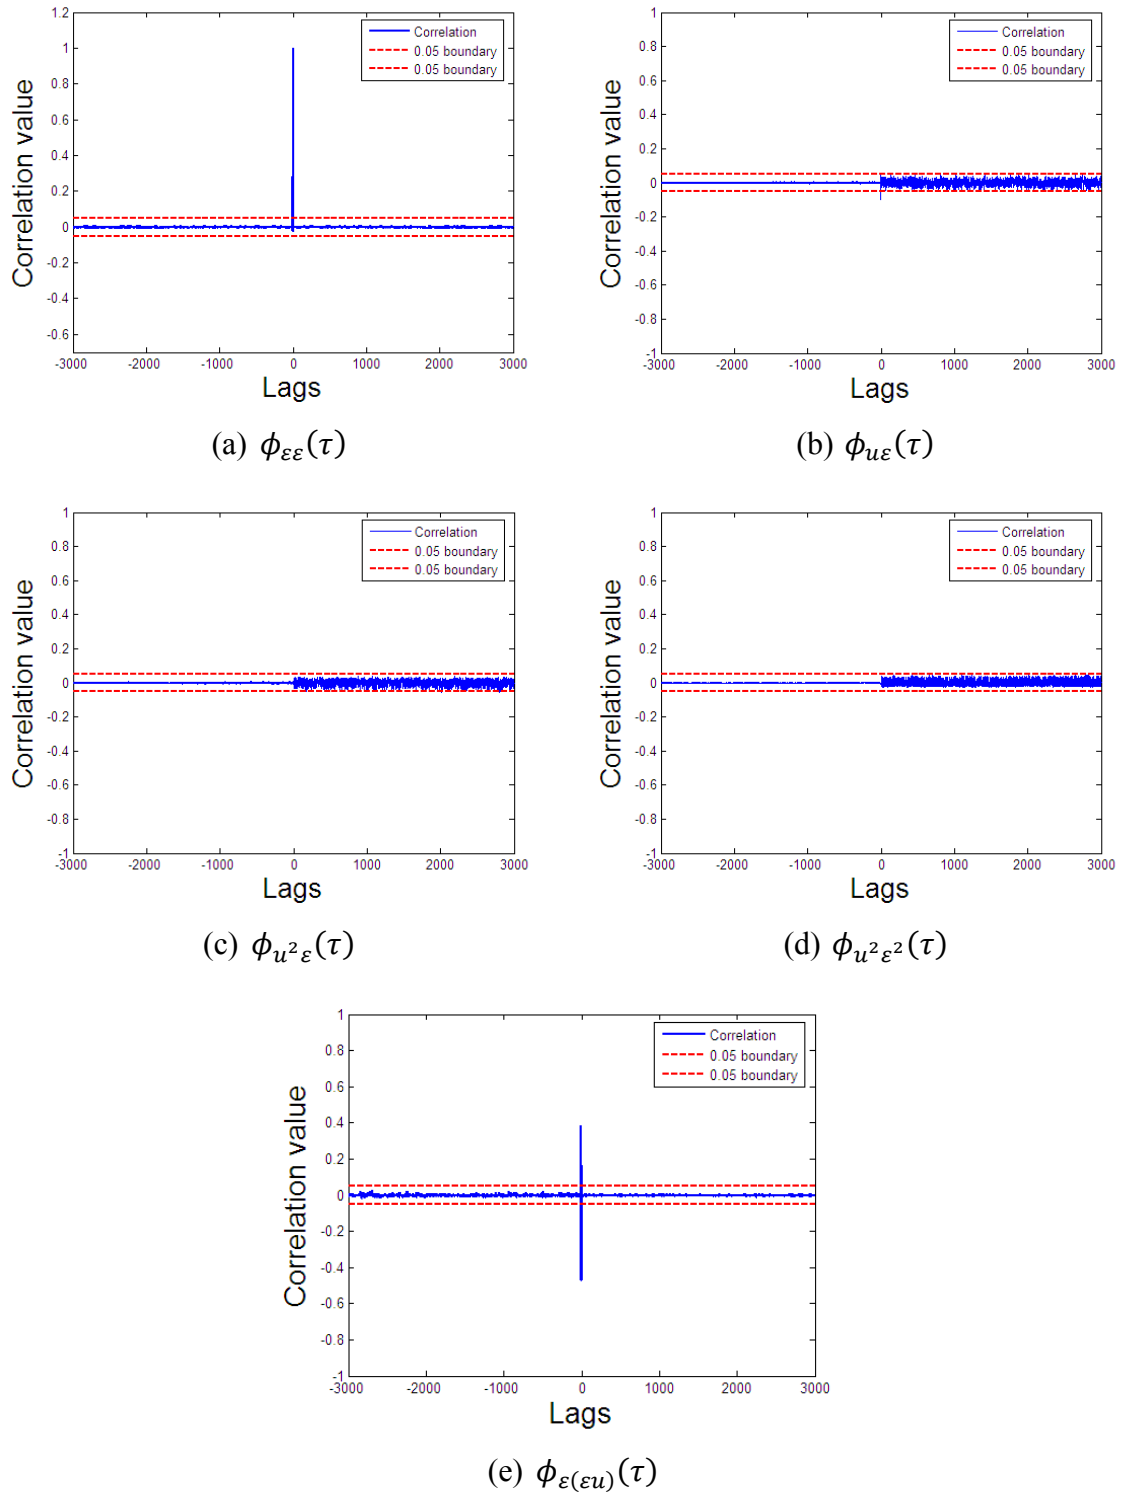 1.2
1
0.8
0.6
0.4
0.2
0
-0.2
-0.4
-0.6
-3000 -2000 -1000 0 1000 2000 3000
Correlation value
Lags
Correlation
0.05 boundary
0.05 boundary
(a) ϕεε(τ)
1
0.8
0.6
0.4
0.2
0
-0.2
-0.4
-0.6
-0.8
-1
-3000 -2000 -1000 0 1000 2000 3000
Correlation value
Lags
Correlation
0.05 boundary
0.05 boundary
(b) ϕuε(τ)
1
0.8
0.6
0.4
0.2
0
-0.2
-0.4
-0.6
-0.8
-1
-3000 -2000 -1000 0 1000 2000 3000
Correlation value
Lags
Correlation
0.05 boundary
0.05 boundary
(c) ϕu²ε(τ)
1
0.8
0.6
0.4
0.2
0
-0.2
-0.4
-0.6
-0.8
-1
-3000 -2000 -1000 0 1000 2000 3000
Correlation value
Lags
Correlation
0.05 boundary
0.05 boundary
(d) ϕu²ε²(τ)
1
0.8
0.6
0.4
0.2
0
-0.2
-0.4
-0.6
-0.8
-1
-3000 -2000 -1000 0 1000 2000 3000
Correlation value
Lags
Correlation
0.05 boundary
0.05 boundary
(e) ϕε(εu)(τ)